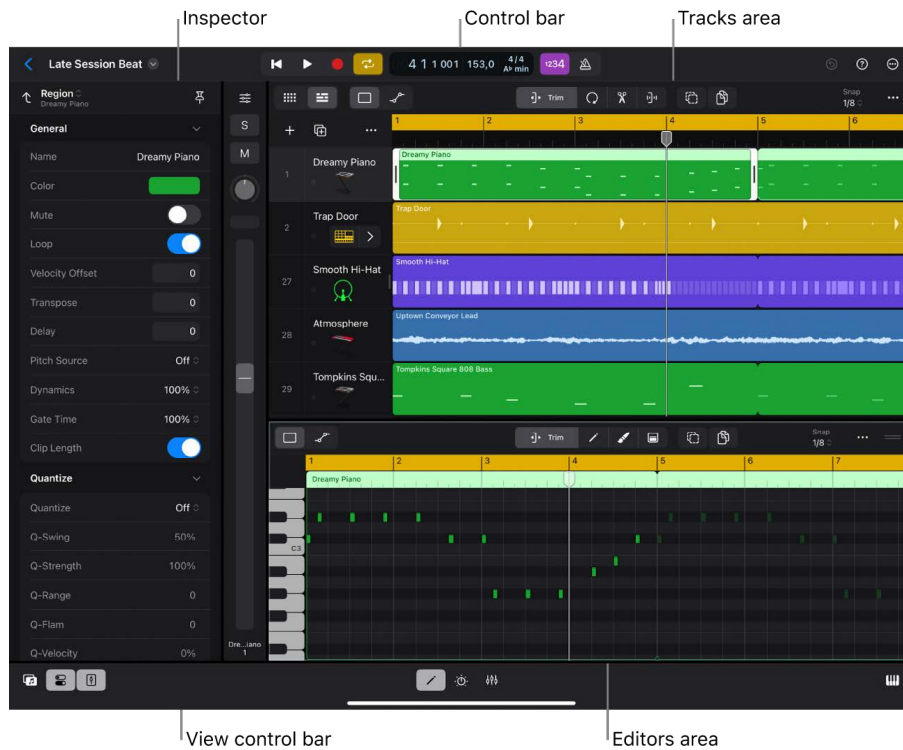 Inspector
Control bar
Tracks area
Late Session Beat
4 1 1 001 153,0 4/4 A♭ min
1234
Region
Dreamy Piano
Trim
Snap
1/8
General
S
1 2 3 4 5 6
Name Dreamy Piano
M
Dreamy Piano
1
Dreamy Piano
Color
Mute
Loop
2
Trap Door
Trap Door
Velocity Offset 0
Transpose 0
27
Smooth Hi-Hat
Smooth Hi-Hat
Delay 0
Pitch Source Off
28
Atmosphere
Uptown Conveyor Lead
Dynamics 100%
29
Tompkins Squ...
Tompkins Square 808 Bass
Gate Time 100%
Clip Length
Trim
Snap
1/8
Quantize
1 2 3 4 5 6 7
Dreamy Piano
Quantize Off
Q-Swing 50%
C3
Q-Strength 100%
Q-Range 0
Q-Flam 0
Q-Velocity 0%
Dre...iano
1
View control bar
Editors area